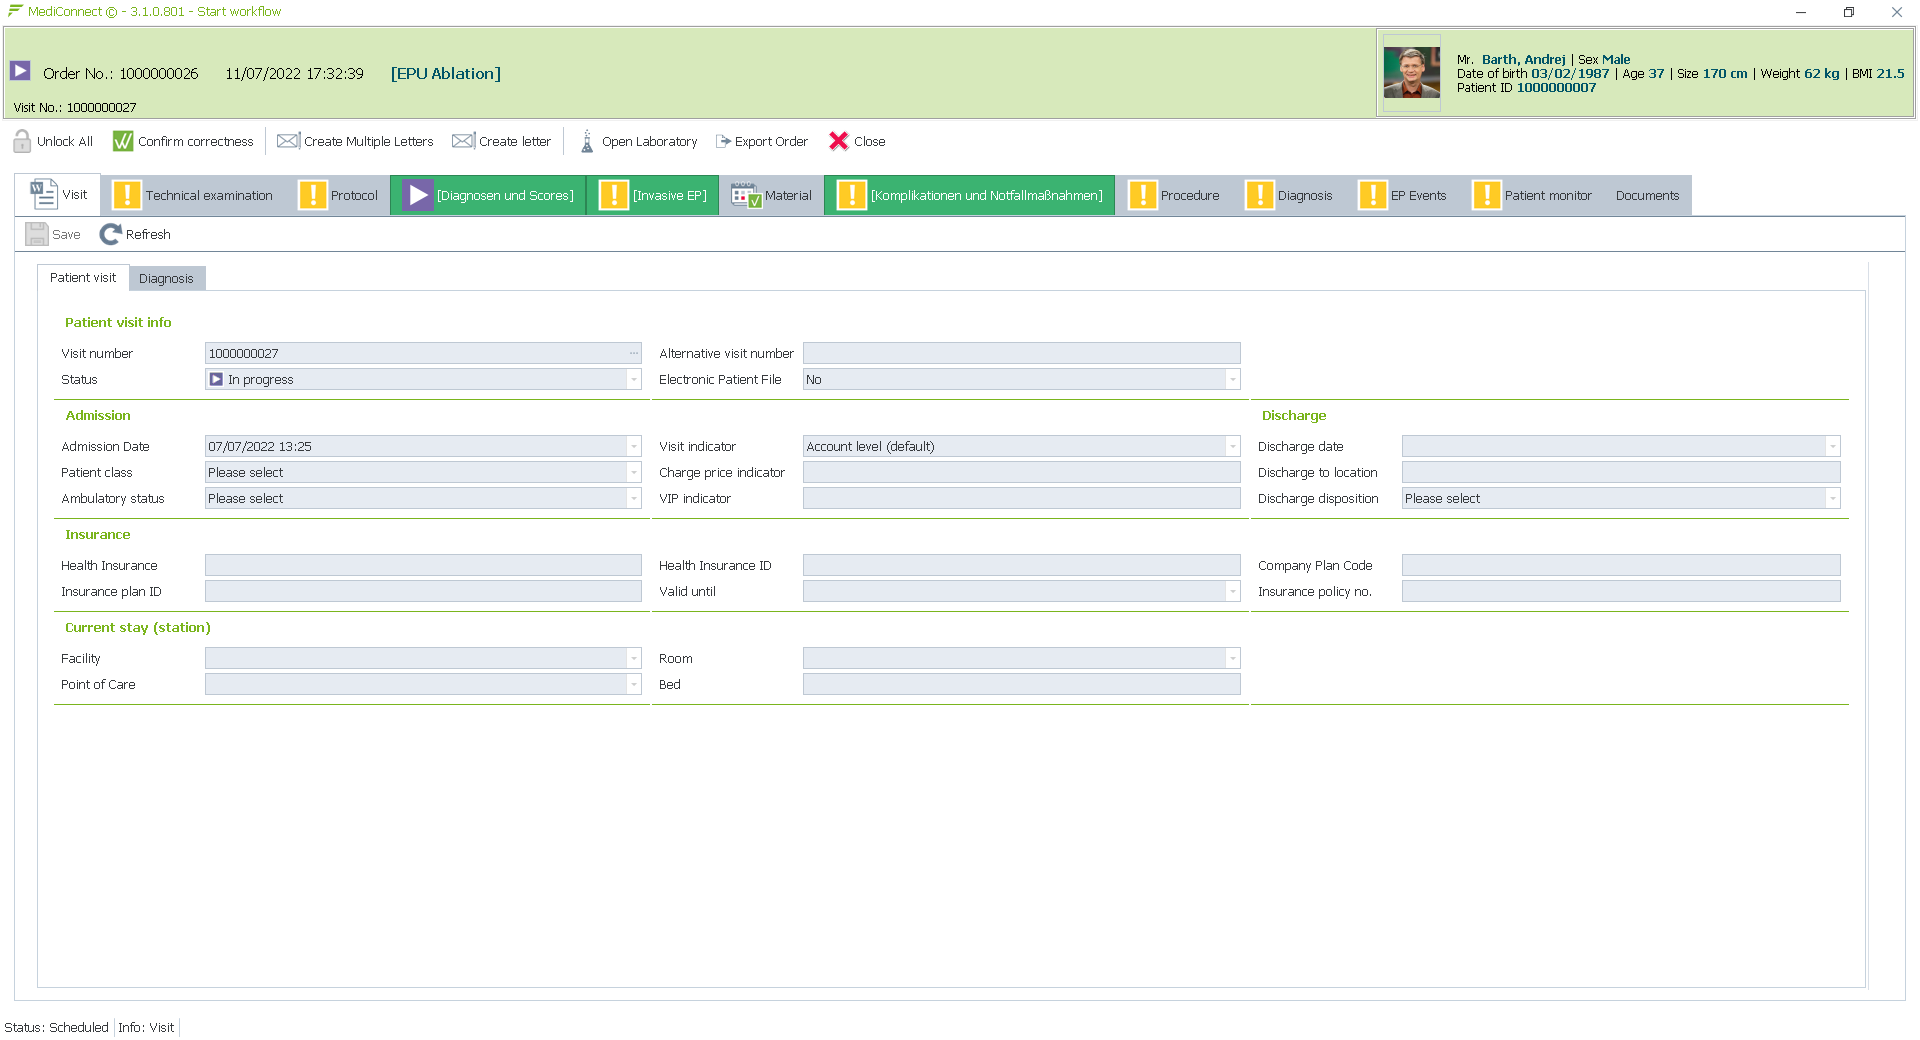 MediConnect © - 3.1.0.801 - Start workflow
Order No.: 1000000026 11/07/2022 17:32:39 [EPU Ablation]
Visit No.: 1000000027
Mr. Barth, Andrej | Sex Male
Date of birth 03/02/1987 | Age 37 | Size 170 cm | Weight 62 kg | BMI 21.5
Patient ID 1000000007
Unlock All Confirm correctness Create Multiple Letters Create letter Open Laboratory Export Order Close
Visit Technical examination Protocol [Diagnosen und Scores] [Invasive EP] Material [Komplikationen und Notfallmaßnahmen] Procedure Diagnosis EP Events Patient monitor Documents
Save Refresh
Patient visit Diagnosis
Patient visit info
Visit number 1000000027 ... Alternative visit number
Status In progress Electronic Patient File No
Admission Discharge
Admission Date 07/07/2022 13:25 Visit indicator Account level (default) Discharge date
Patient class Please select Charge price indicator Discharge to location
Ambulatory status Please select VIP indicator Discharge disposition Please select
Insurance
Health Insurance Health Insurance ID Company Plan Code
Insurance plan ID Valid until Insurance policy no.
Current stay (station)
Facility Room
Point of Care Bed
Status: Scheduled Info: Visit